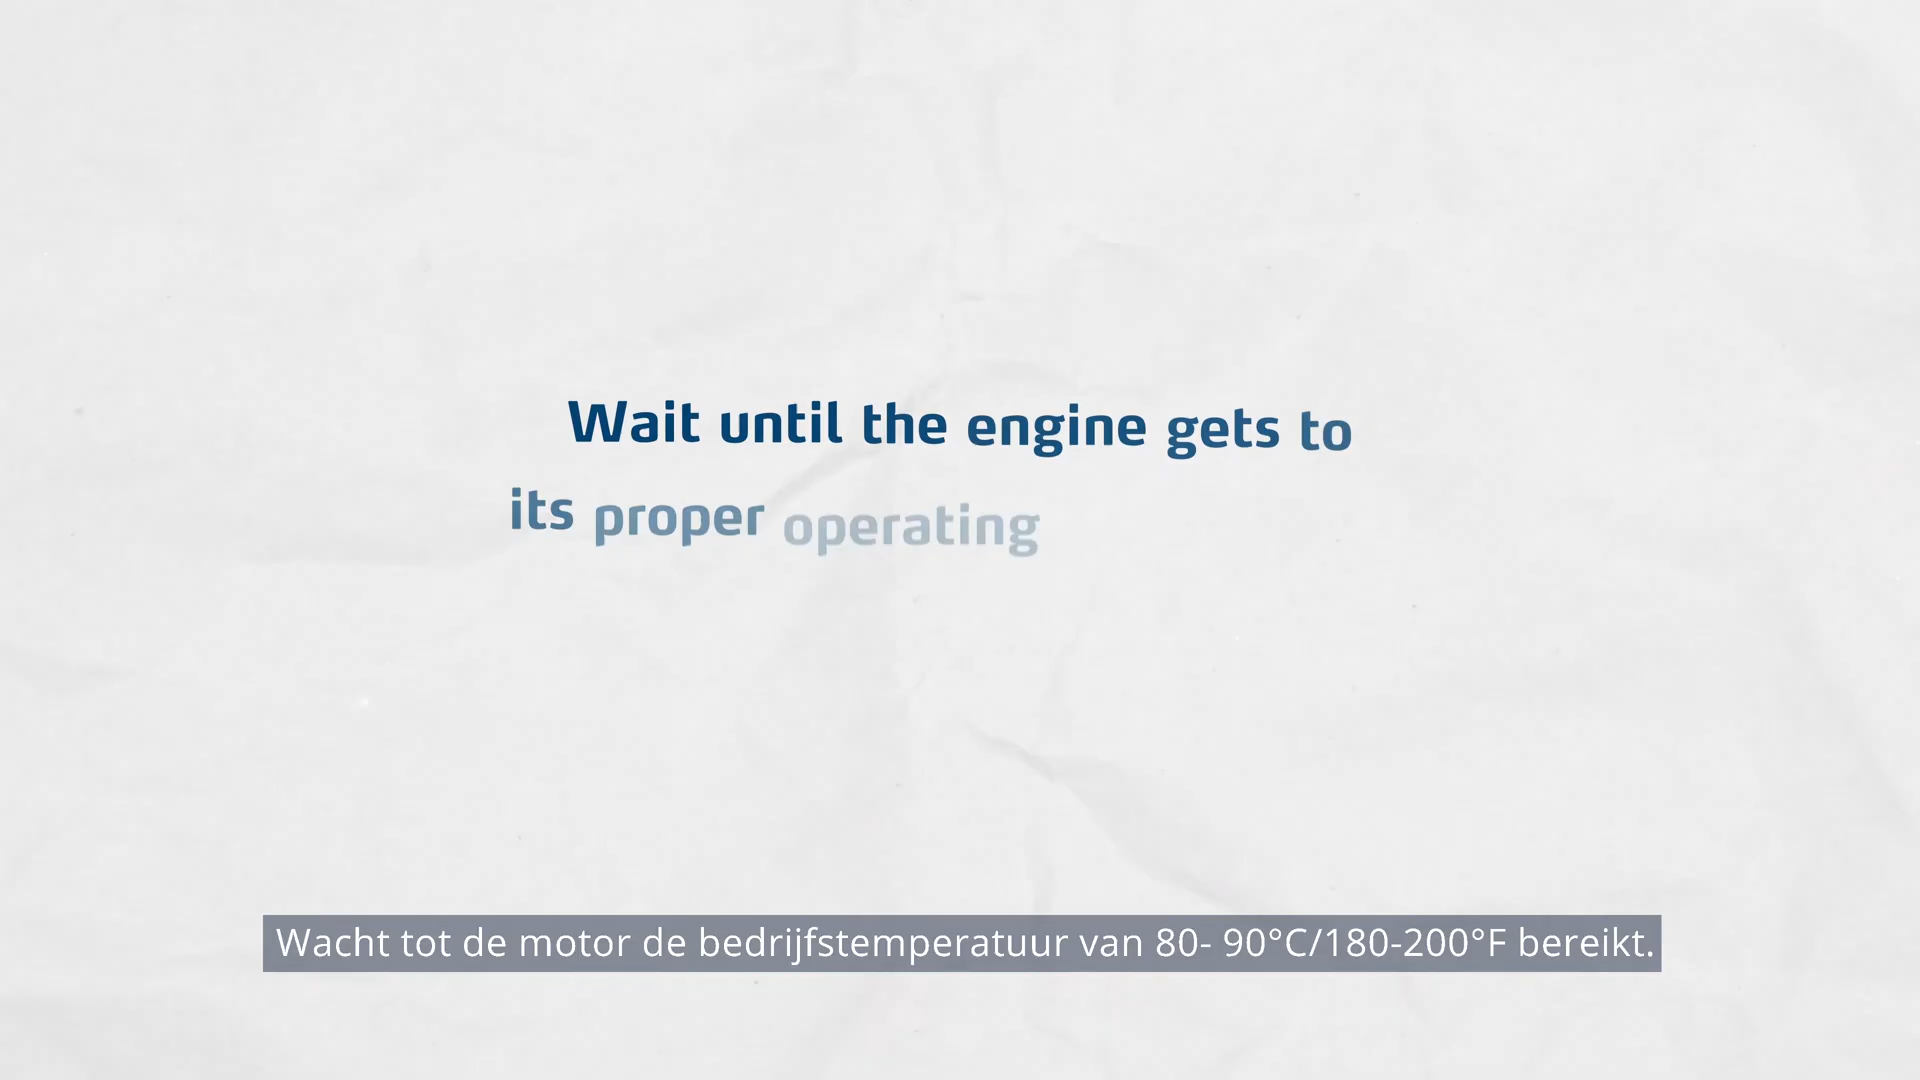 Wait until the engine gets to
its proper operating
Wacht tot de motor de bedrijfstemperatuur van 80- 90°C/180-200°F bereikt.